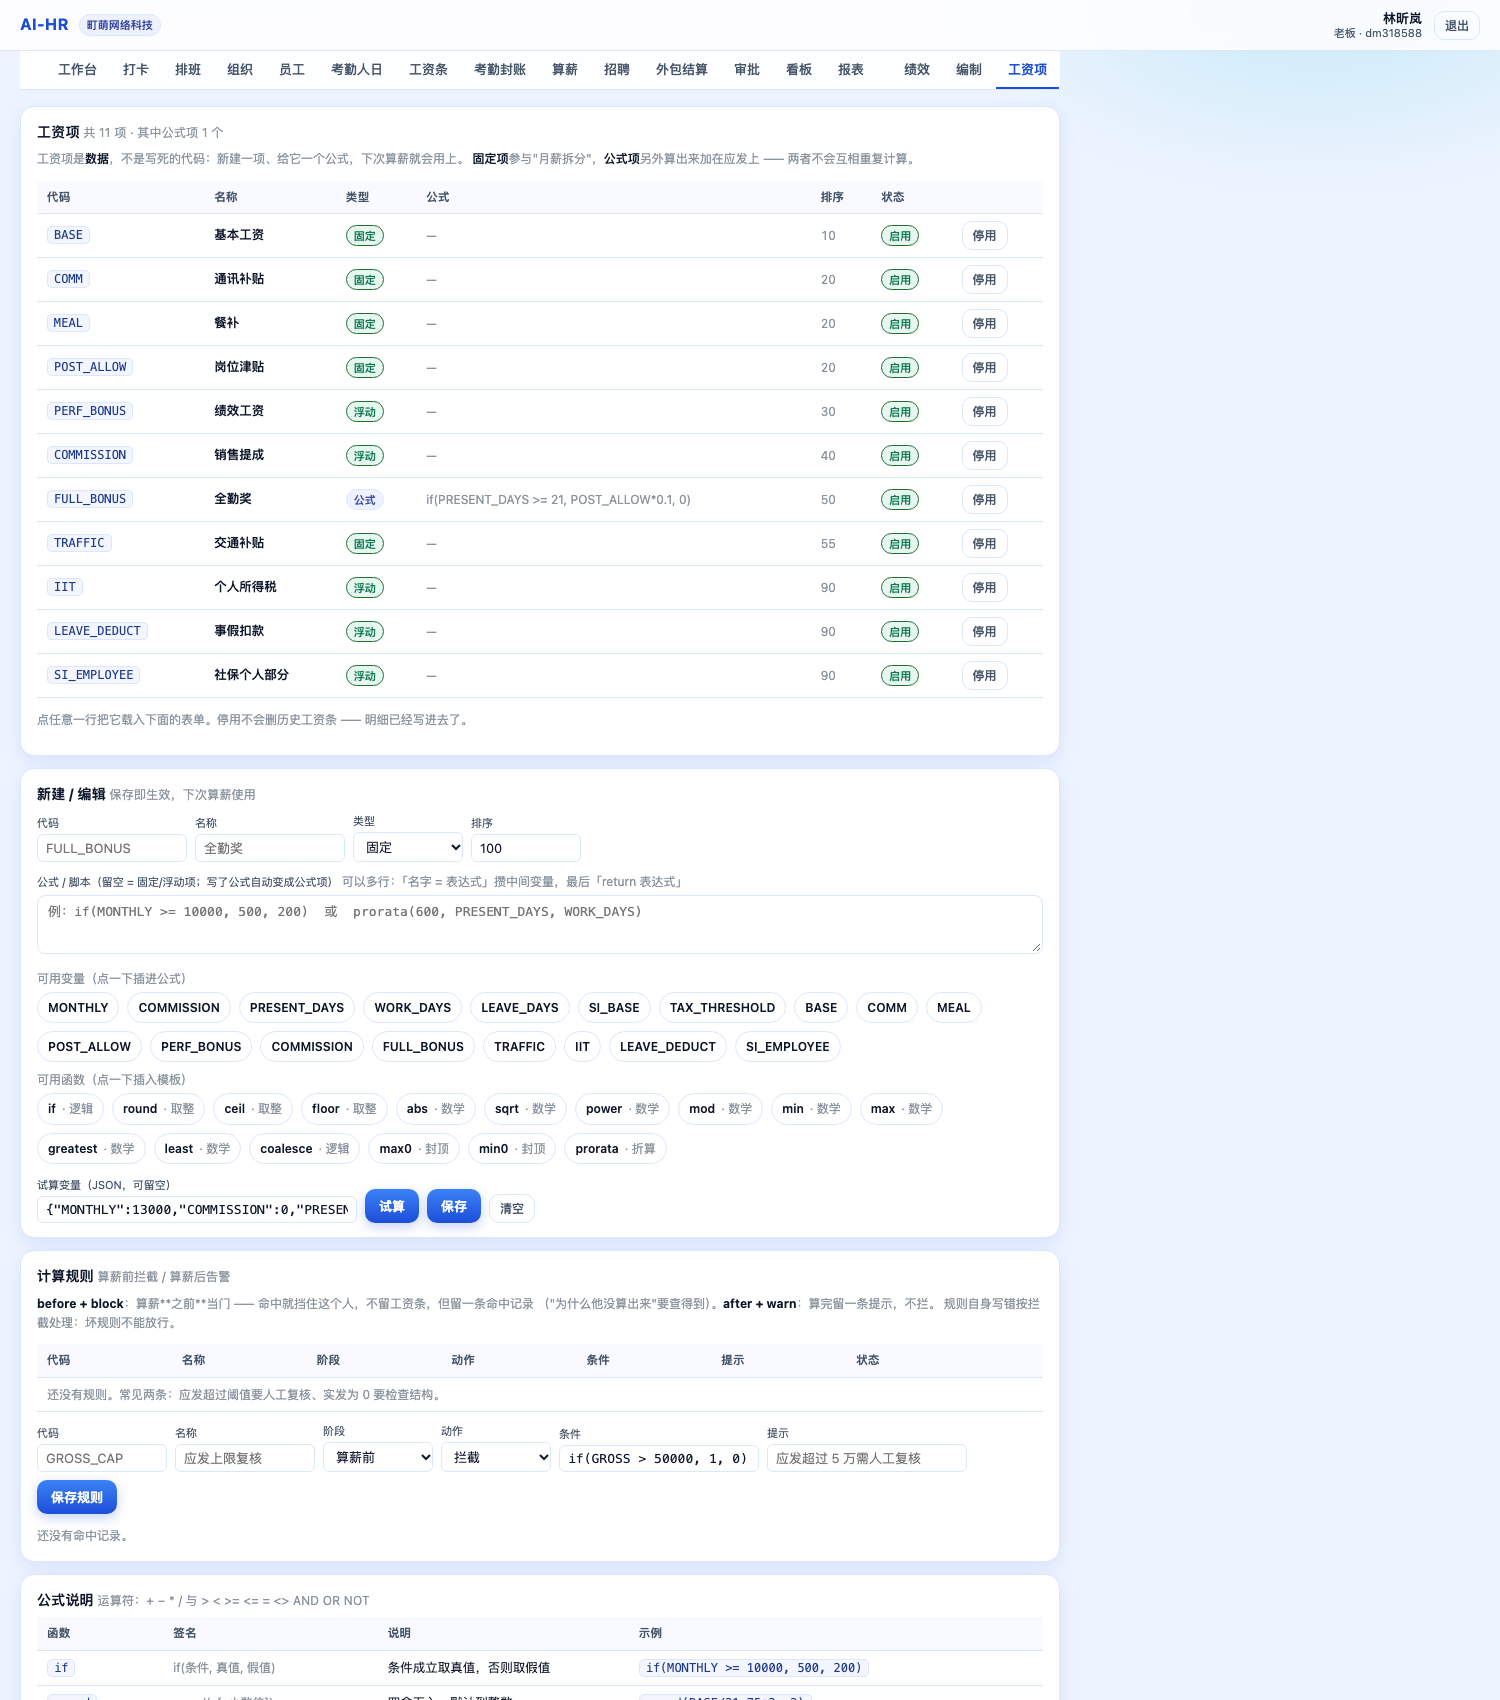 AI-HR 町萌网络科技
林昕岚
老板 · dm318588
退出
工作台 打卡 排班 组织 员工 考勤人日 工资条 考勤封账 算薪 招聘 外包结算 审批 看板 报表 绩效 编制 工资项
工资项 共 11 项 · 其中公式项 1 个
工资项是数据，不是写死的代码：新建一项、给它一个公式，下次算薪就会用上。 固定项参与"月薪拆分"，公式项另外算出来加在应发上 —— 两者不会互相重复计算。
代码 名称 类型 公式 排序 状态
BASE 基本工资 固定 — 10 启用 停用
COMM 通讯补贴 固定 — 20 启用 停用
MEAL 餐补 固定 — 20 启用 停用
POST_ALLOW 岗位津贴 固定 — 20 启用 停用
PERF_BONUS 绩效工资 浮动 — 30 启用 停用
COMMISSION 销售提成 浮动 — 40 启用 停用
FULL_BONUS 全勤奖 公式 if(PRESENT_DAYS >= 21, POST_ALLOW*0.1, 0) 50 启用 停用
TRAFFIC 交通补贴 固定 — 55 启用 停用
IIT 个人所得税 浮动 — 90 启用 停用
LEAVE_DEDUCT 事假扣款 浮动 — 90 启用 停用
SI_EMPLOYEE 社保个人部分 浮动 — 90 启用 停用
点任意一行把它载入下面的表单。停用不会删历史工资条 —— 明细已经写进去了。
新建 / 编辑 保存即生效，下次算薪使用
代码 名称 类型 排序
FULL_BONUS 全勤奖 固定 100
公式 / 脚本（留空 = 固定/浮动项；写了公式自动变成公式项） 可以多行：「名字 = 表达式」攒中间变量，最后「return 表达式」
例：if(MONTHLY >= 10000, 500, 200) 或 prorata(600, PRESENT_DAYS, WORK_DAYS)
可用变量（点一下插进公式）
MONTHLY COMMISSION PRESENT_DAYS WORK_DAYS LEAVE_DAYS SI_BASE TAX_THRESHOLD BASE COMM MEAL
POST_ALLOW PERF_BONUS COMMISSION FULL_BONUS TRAFFIC IIT LEAVE_DEDUCT SI_EMPLOYEE
可用函数（点一下插入模板）
if · 逻辑 round · 取整 ceil · 取整 floor · 取整 abs · 数学 sqrt · 数学 power · 数学 mod · 数学 min · 数学 max · 数学
greatest · 数学 least · 数学 coalesce · 逻辑 max0 · 封顶 min0 · 封顶 prorata · 折算
试算变量（JSON，可留空）
{"MONTHLY":13000,"COMMISSION":0,"PRESEN 试算 保存 清空
计算规则 算薪前拦截 / 算薪后告警
before + block：算薪**之前**当门 —— 命中就挡住这个人，不留工资条，但留一条命中记录 （"为什么他没算出来"要查得到）。after + warn：算完留一条提示，不拦。 规则自身写错按拦
截处理：坏规则不能放行。
代码 名称 阶段 动作 条件 提示 状态
还没有规则。常见两条：应发超过阈值要人工复核、实发为 0 要检查结构。
代码 名称 阶段 动作 条件 提示
GROSS_CAP 应发上限复核 算薪前 拦截 if(GROSS > 50000, 1, 0) 应发超过 5 万需人工复核
保存规则
还没有命中记录。
公式说明 运算符：+ − * / 与 > < >= <= = <> AND OR NOT
函数 签名 说明 示例
if if(条件, 真值, 假值) 条件成立取真值，否则取假值 if(MONTHLY >= 10000, 500, 200)